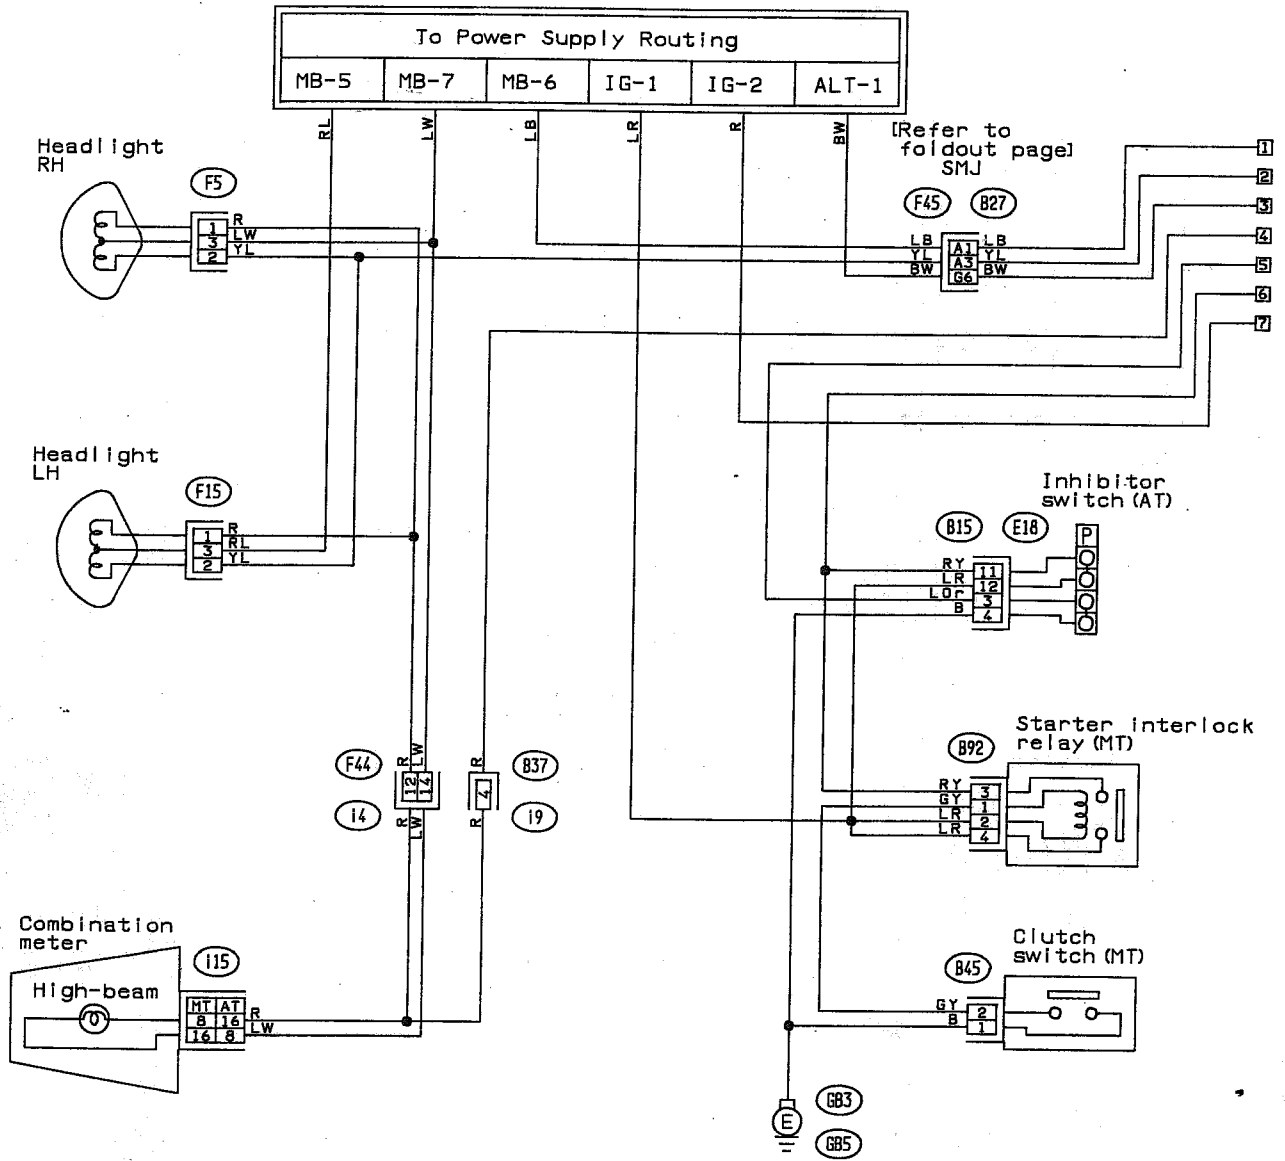 To Power Supply Routing
MB-5 MB-7 MB-6 IG-1 IG-2 ALT-1
RL LW LB LR R BW
[Refer to
foldout page]
SMJ
F45 B27
LB A1 LB
YL A3 YL
BW G6 BW
1
2
3
4
5
6
7
Headlight
RH
F5
1 R
3 LW
2 YL
Headlight
LH
F15
1 R
3 RL
2 YL
Inhibitor
switch (AT)
B15 E18
P
RY 11
LR 12
LOr 3
B 4
Starter interlock
relay (MT)
B92
RY 3
GY 1
LR 2
LR 4
F44
R LW
12 14
i4
R LW
B37
R
4
i9
R
Combination
meter
i15
High-beam
MT AT
8 16 R
16 8 LW
Clutch
switch (MT)
B45
GY 2
B 1
E
GB3
GB5